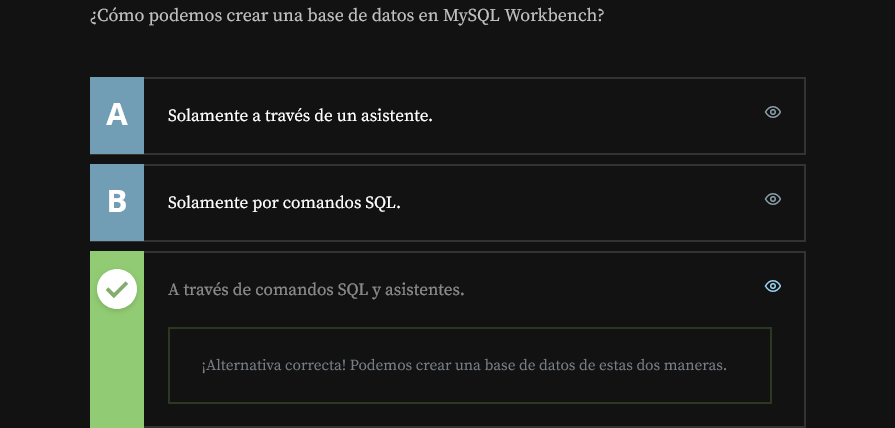 ¿Cómo podemos crear una base de datos en MySQL Workbench?
A
Solamente a través de un asistente.
B
Solamente por comandos SQL.
A través de comandos SQL y asistentes.
¡Alternativa correcta! Podemos crear una base de datos de estas dos maneras.